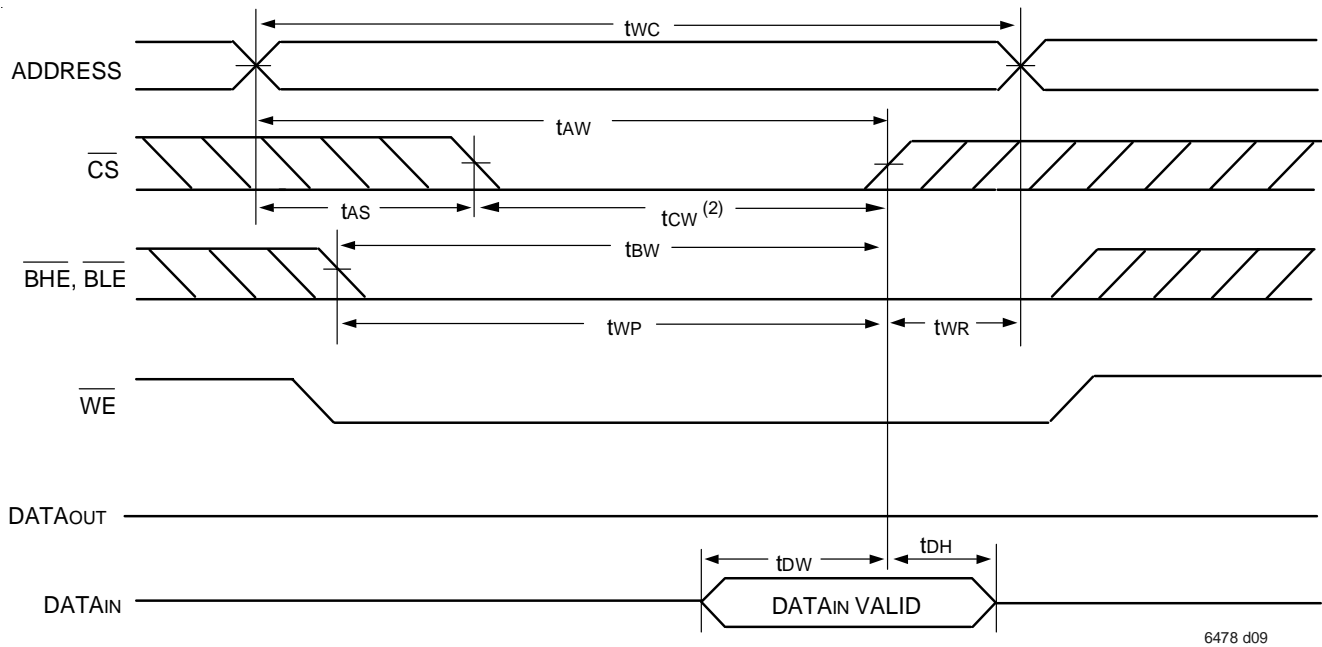 tWC
ADDRESS
tAW
CS
tAS
tCW (2)
tBW
BHE, BLE
tWP
tWR
WE
DATAOUT
tDW
tDH
DATAIN
DATAIN VALID
6478 d09